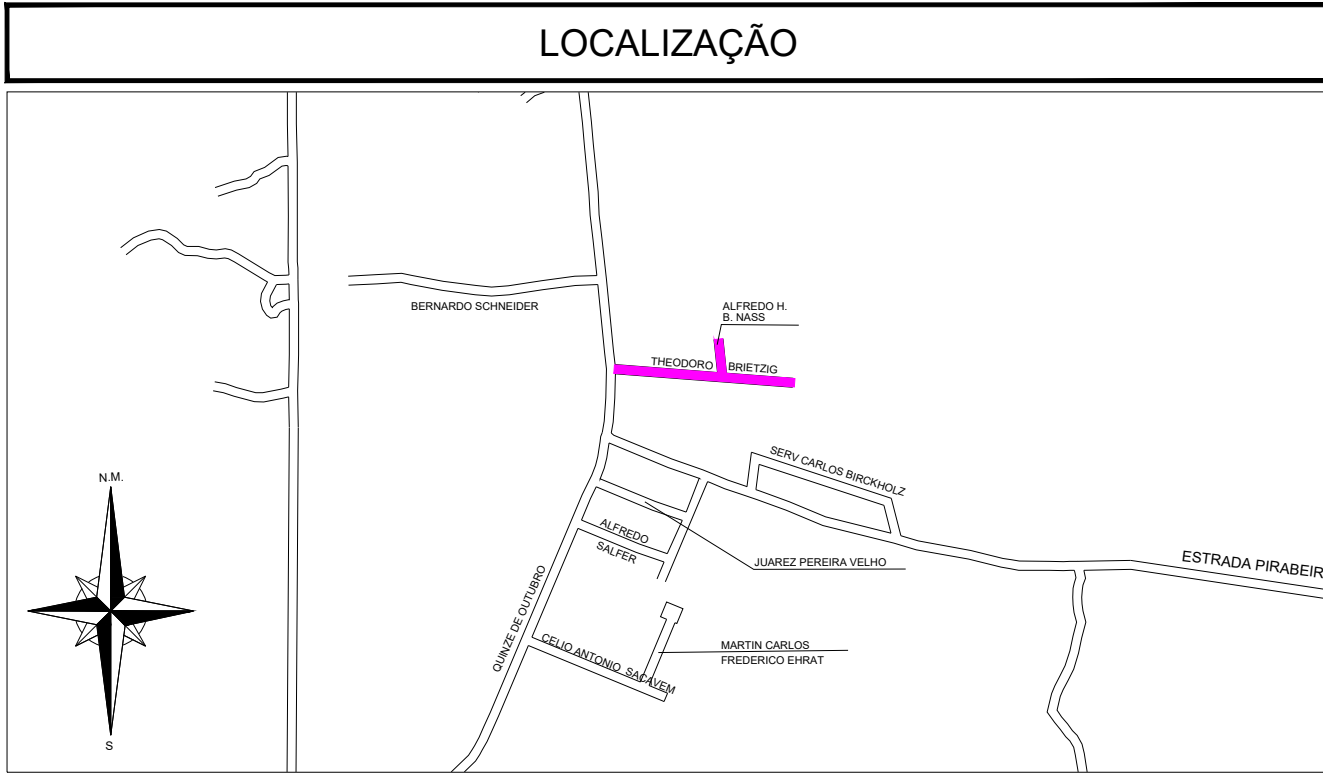 LOCALIZAÇÃO
BERNARDO SCHNEIDER
ALFREDO H.
B. NASS
THEODORO BRIETZIG
SERV CARLOS BIRCKHOLZ
N.M.
ALFREDO
SALFER
JUAREZ PEREIRA VELHO
ESTRADA PIRABEIR
QUINZE DE OUTUBRO
CELIO ANTONIO SACAVEM
MARTIN CARLOS
FREDERICO EHRAT
S